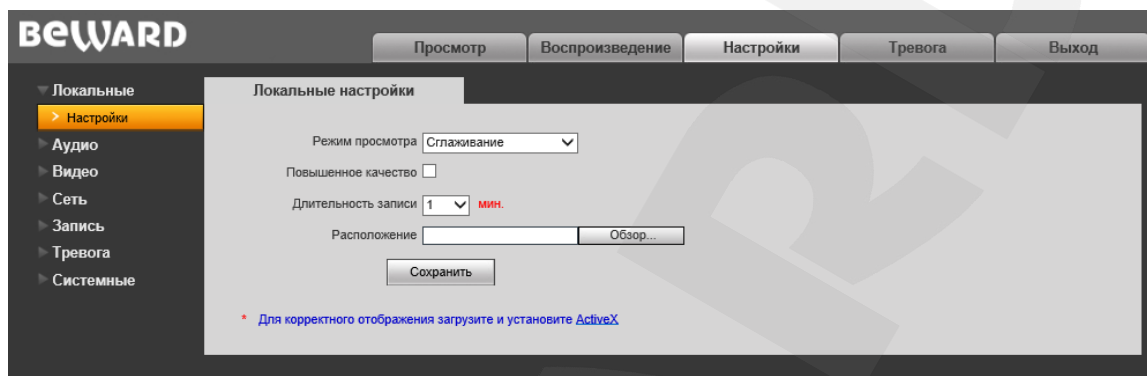 BEWARD
Просмотр Воспроизведение Настройки Тревога Выход
Локальные
> Настройки
Аудио
Видео
Сеть
Запись
Тревога
Системные
Локальные настройки
Режим просмотра Сглаживание
Повышенное качество
Длительность записи 1 мин.
Расположение Обзор...
Сохранить
* Для корректного отображения загрузите и установите ActiveX